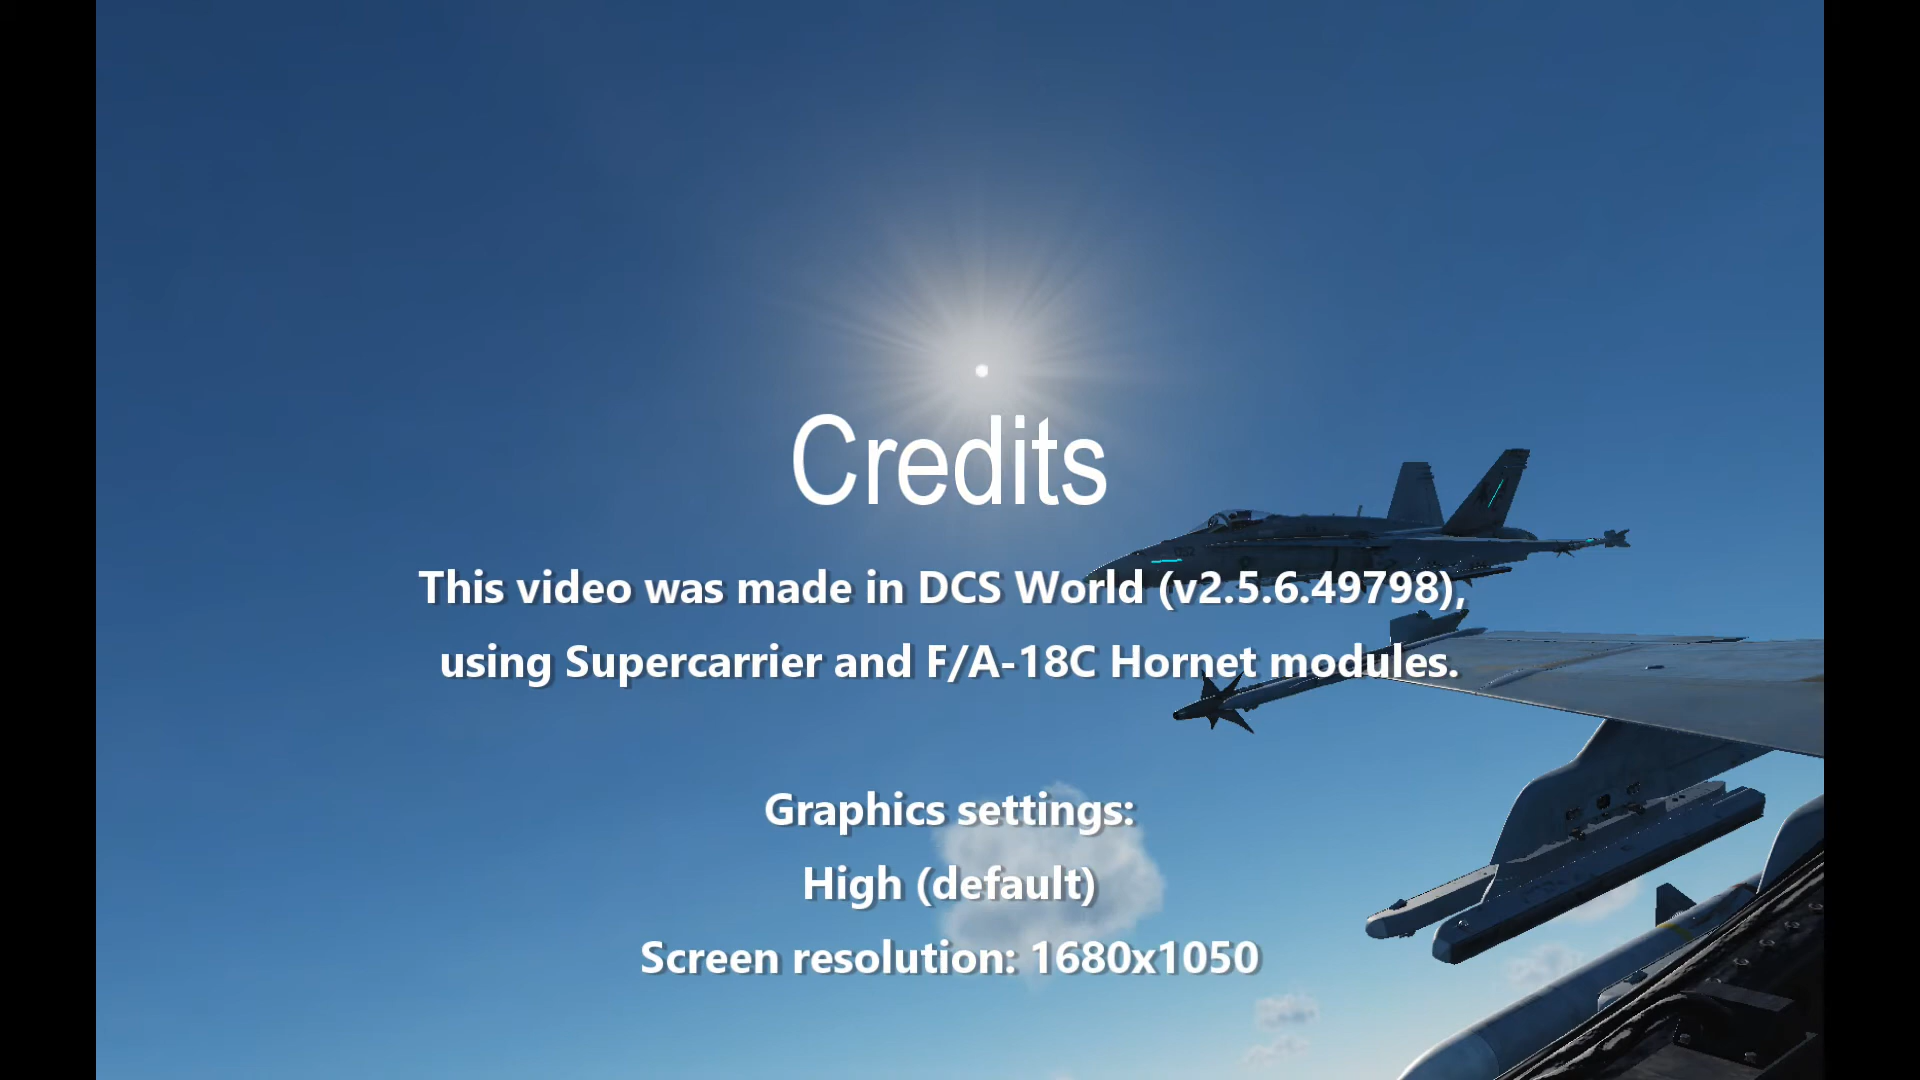 Credits
This video was made in DCS World (v2.5.6.49798),
using Supercarrier and F/A-18C Hornet modules.
Graphics settings:
High (default)
Screen resolution: 1680x1050